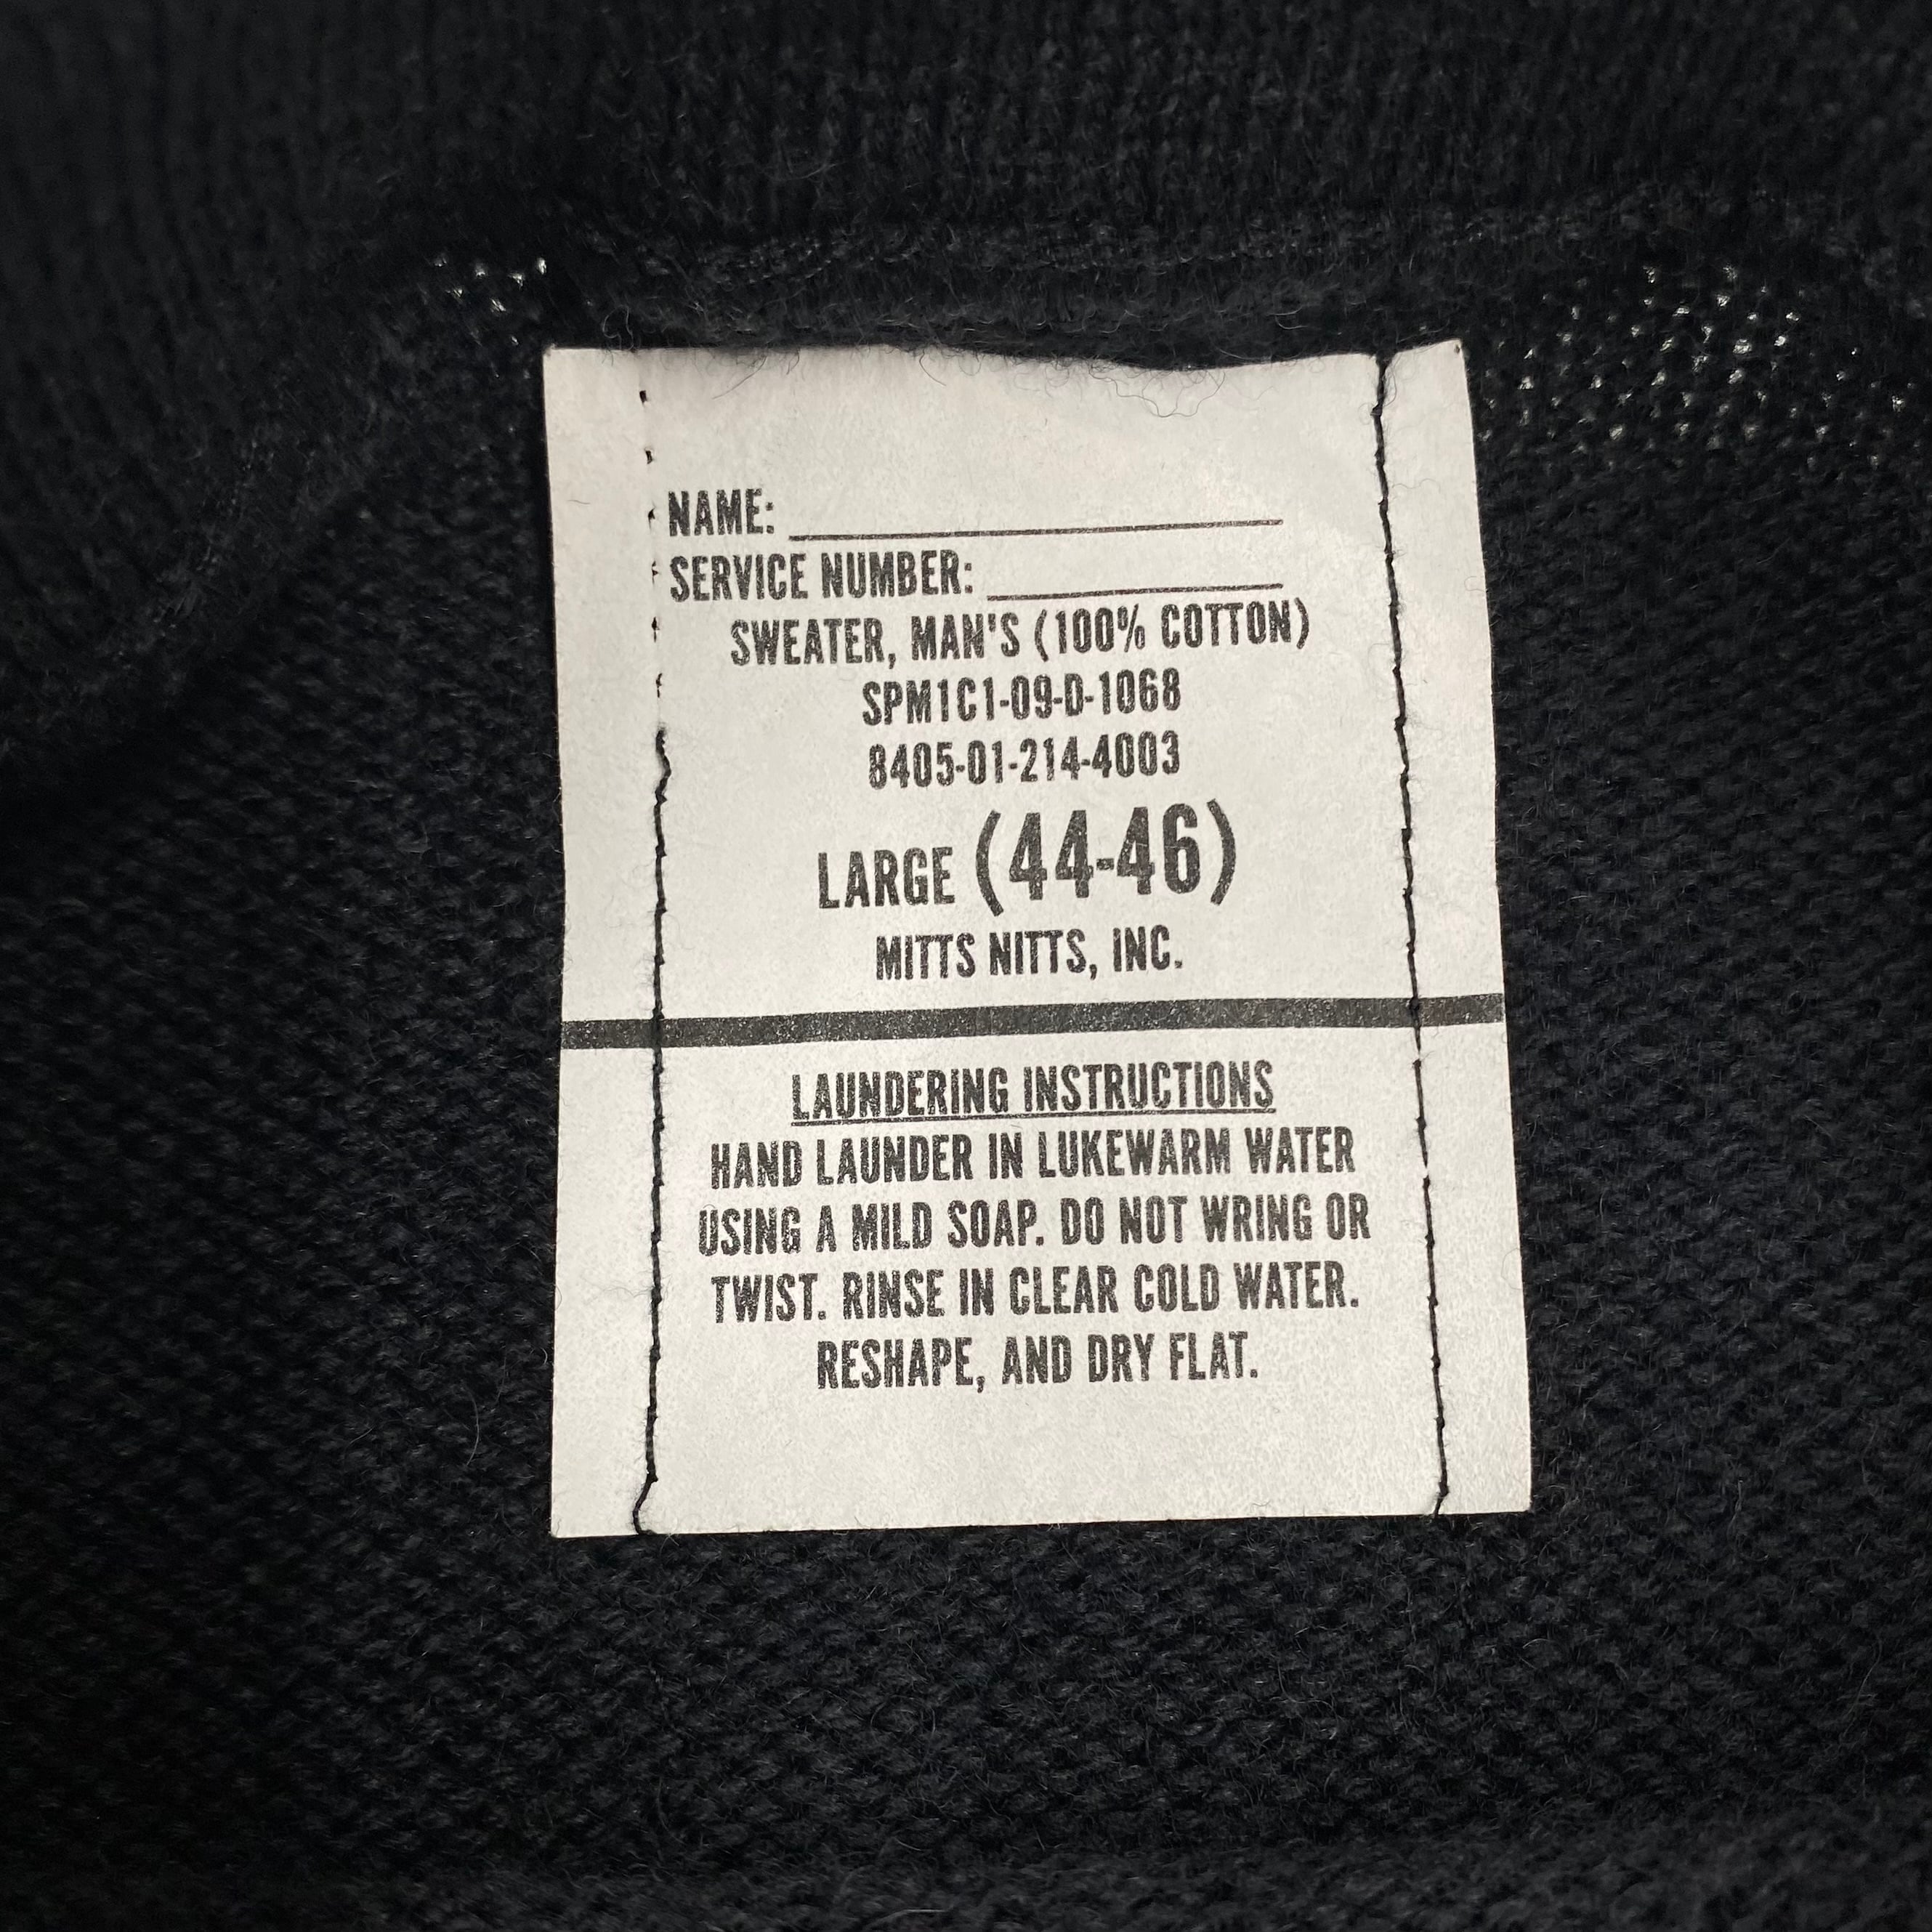 NAME:
SERVICE NUMBER:
SWEATER, MAN'S (100% COTTON)
SPM1C1-09-D-1068
8405-01-214-4003
LARGE (44-46)
MITTS NITTS, INC.
LAUNDERING INSTRUCTIONS
HAND LAUNDER IN LUKEWARM WATER
USING A MILD SOAP. DO NOT WRING OR
TWIST. RINSE IN CLEAR COLD WATER.
RESHAPE, AND DRY FLAT.